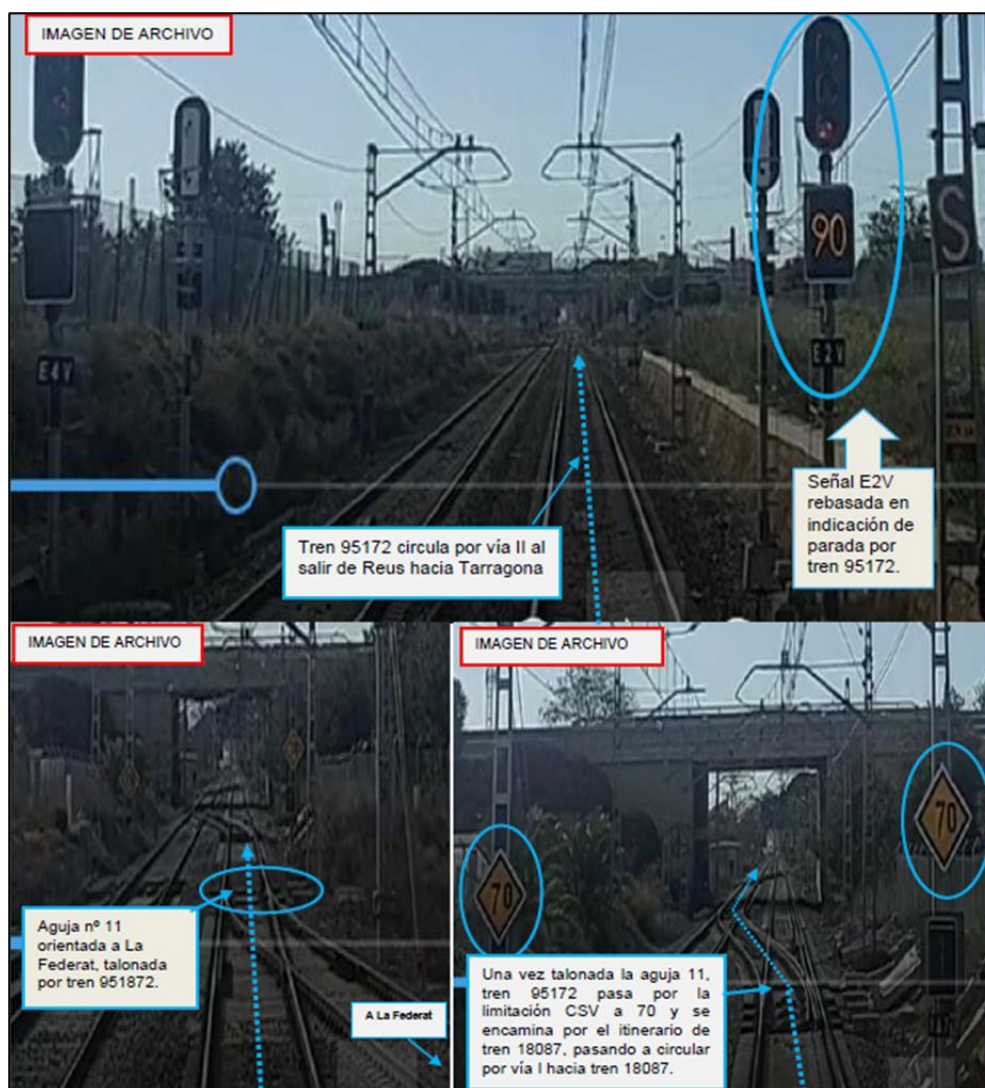 IMAGEN DE ARCHIVO
90
S
E4V
E2V
Señal E2V
rebasada en
indicación de
parada por
tren 95172.
Tren 95172 circula por vía II al
salir de Reus hacia Tarragona
IMAGEN DE ARCHIVO
Aguja nº 11
orientada a La
Federat, talonada
por tren 951872.
A La Federat
IMAGEN DE ARCHIVO
70
70
Una vez talonada la aguja 11,
tren 95172 pasa por la
limitación CSV a 70 y se
encamina por el itinerario de
tren 18087, pasando a circular
por vía I hacia tren 18087.